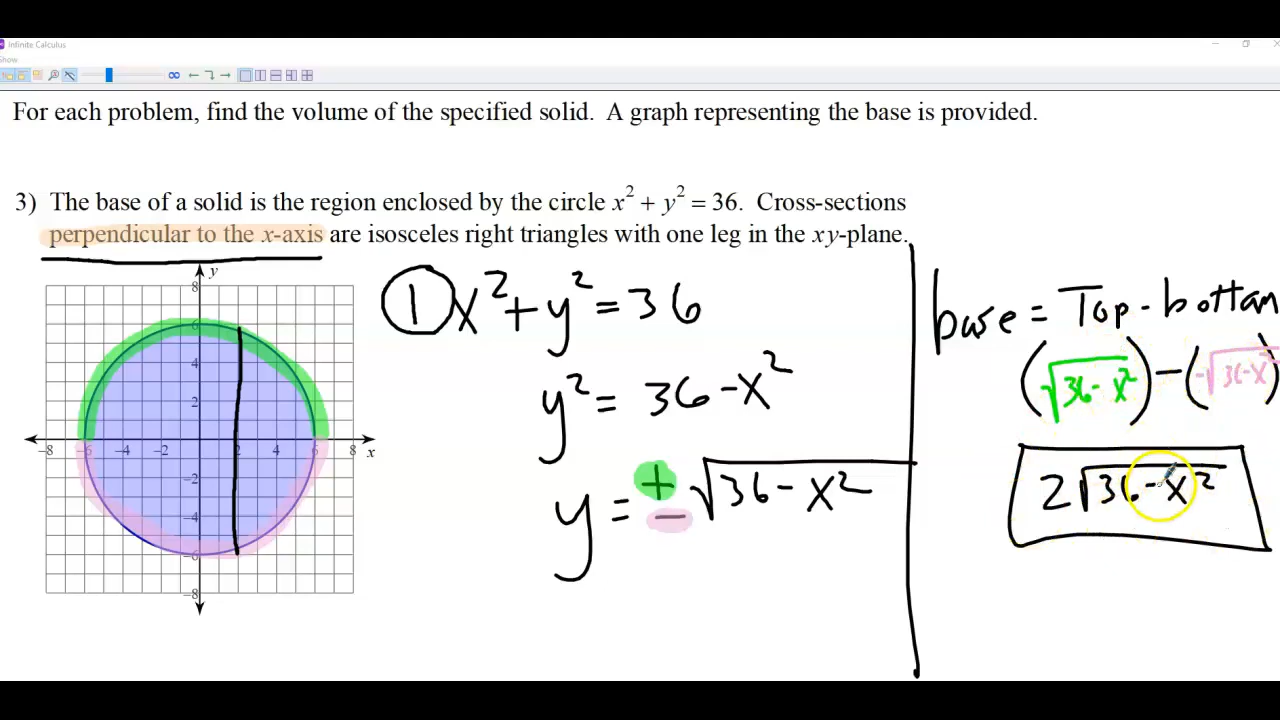 Infinite Calculus
Show
For each problem, find the volume of the specified solid. A graph representing the base is provided.
3) The base of a solid is the region enclosed by the circle x² + y² = 36. Cross-sections
perpendicular to the x-axis are isosceles right triangles with one leg in the xy-plane.
y
8
6
4
2
−8 −6 −4 −2 2 4 6 8 x
−2
−4
−6
−8
① x² + y² = 36
y² = 36 − x²
y = ± √36 − x²
base = Top - bottom
(√36 − x²) − (−√36 − x²)
2√36 − x²